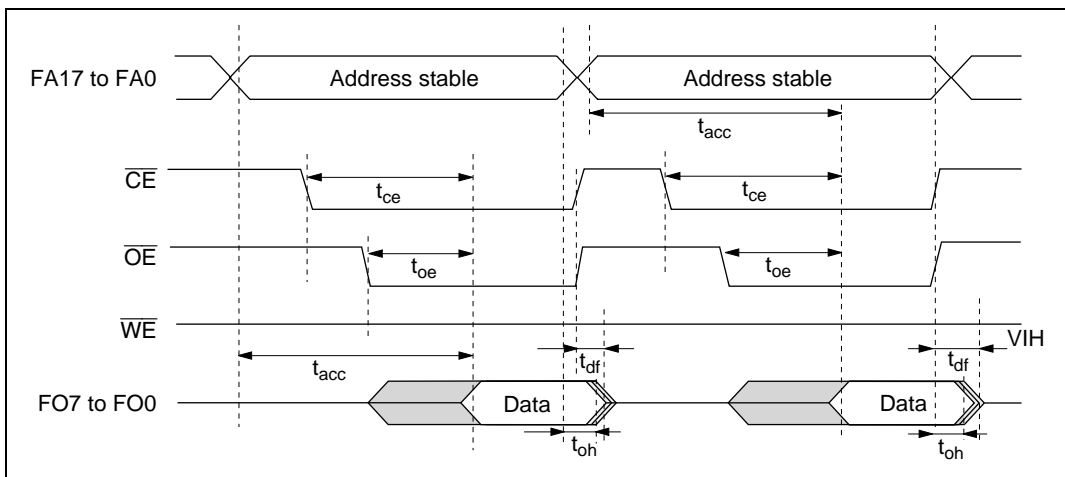 FA17 to FA0
Address stable
Address stable
tacc
CE
tce
tce
OE
toe
toe
WE
VIH
tacc
tdf
tdf
FO7 to FO0
Data
Data
toh
toh